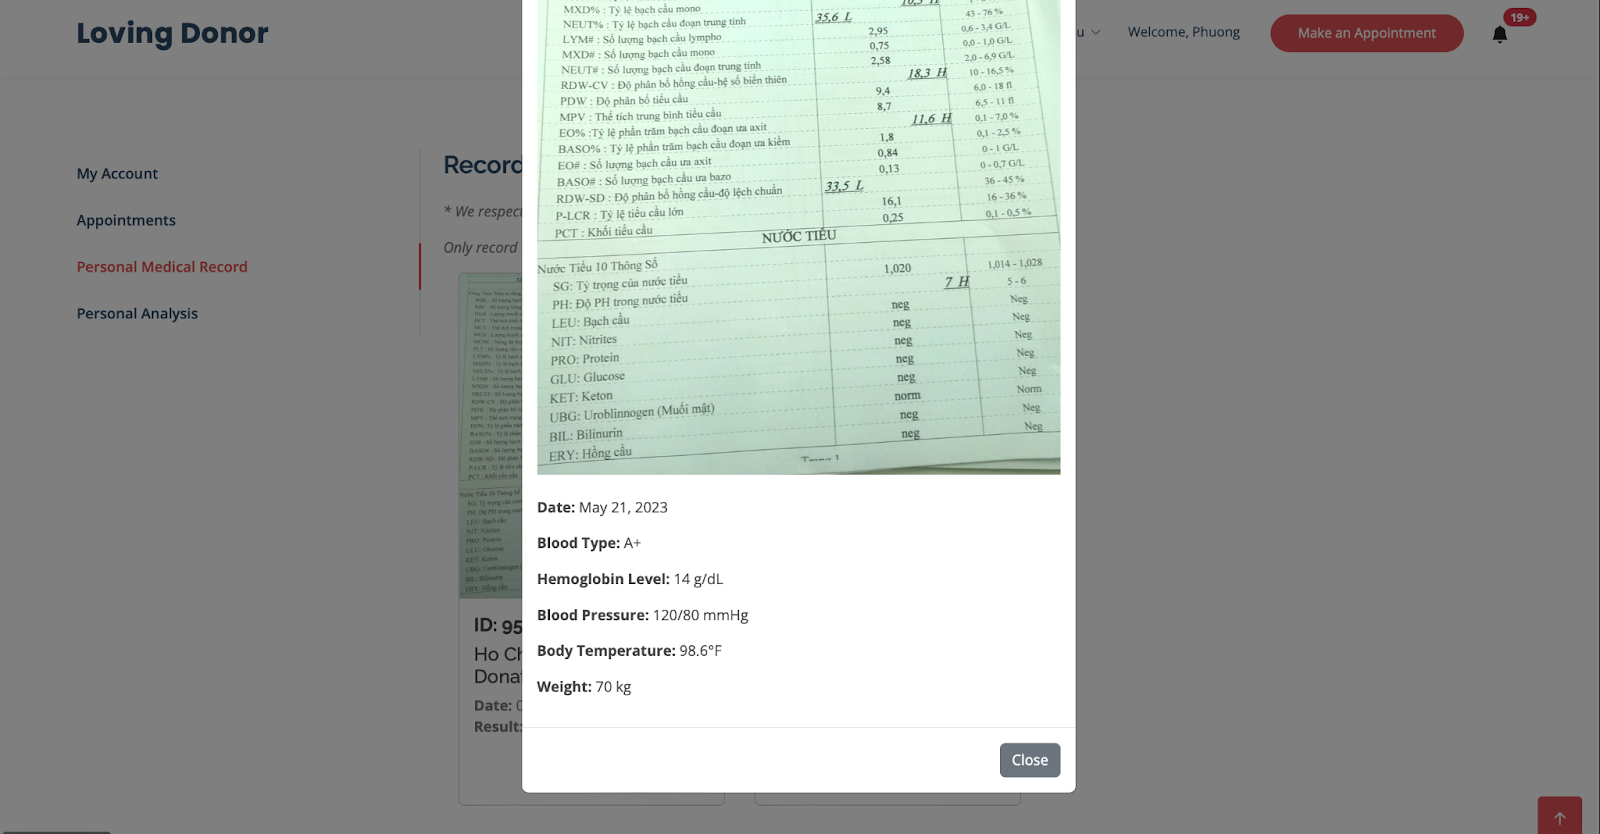 Loving Donor
u
Welcome, Phuong
Make an Appointment
19+
My Account
Appointments
Personal Medical Record
Personal Analysis
Record
* We respect
Only record
MXD% : Tỷ lệ bạch cầu mono
NEUT% : Tỷ lệ bạch cầu đoạn trung tính 35,6 L 43 - 76 %
LYM# : Số lượng bạch cầu lympho 2,95 0,6 - 3,4 G/L
MXD# : Số lượng bạch cầu mono 0,75 0,0 - 1,0 G/L
NEUT# : Số lượng bạch cầu đoạn trung tính 2,58 2,0 - 6,9 G/L
RDW-CV : Độ phân bố hồng cầu-hệ số biến thiên 18,3 H 10 - 16,5 %
PDW : Độ phân bố tiểu cầu 9,4 6,0 - 18 fl
MPV : Thể tích trung bình tiểu cầu 8,7 6,5 - 11 fl
EO% :Tỷ lệ phần trăm bạch cầu đoạn ưa axit 11,6 H 0,1 - 7,0 %
BASO% : Tỷ lệ phần trăm bạch cầu đoạn ưa kiềm 1,8 0,1 - 2,5 %
EO# : Số lượng bạch cầu ưa axit 0,84 0 - 1 G/L
BASO# : Số lượng bạch cầu ưa bazo 0,13 0 - 0,7 G/L
RDW-SD : Độ phân bố hồng cầu-độ lệch chuẩn 33,5 L 36 - 45 %
P-LCR : Tỷ lệ tiểu cầu lớn 16,1 16 - 36 %
PCT : Khối tiểu cầu 0,25 0,1 - 0,5 %
NƯỚC TIỂU
Nước Tiểu 10 Thông Số
SG: Tỷ trọng của nước tiểu 1,020 1,014 - 1,028
PH: Độ PH trong nước tiểu 7 H 5 - 6
LEU: Bạch cầu neg Neg
NIT: Nitrites neg Neg
PRO: Protein neg Neg
GLU: Glucose neg Neg
KET: Keton neg Neg
UBG: Uroblinnogen (Muối mật) norm Norm
BIL: Bilinurin neg Neg
ERY: Hồng cầu neg Neg
Trang 1
Date: May 21, 2023
Blood Type: A+
Hemoglobin Level: 14 g/dL
Blood Pressure: 120/80 mmHg
Body Temperature: 98.6°F
Weight: 70 kg
Close
ID: 95
Ho Ch
Donat
Date: 0
Result: